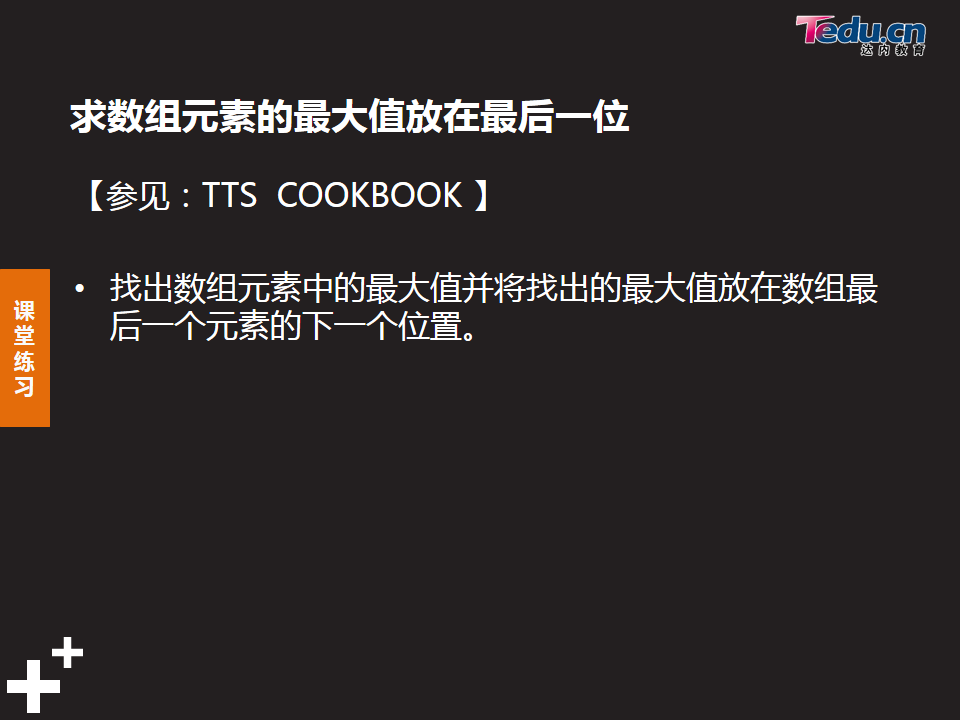 Tedu.cn
达内教育
求数组元素的最大值放在最后一位
【参见：TTS COOKBOOK 】
• 找出数组元素中的最大值并将找出的最大值放在数组最
后一个元素的下一个位置。
课
堂
练
习